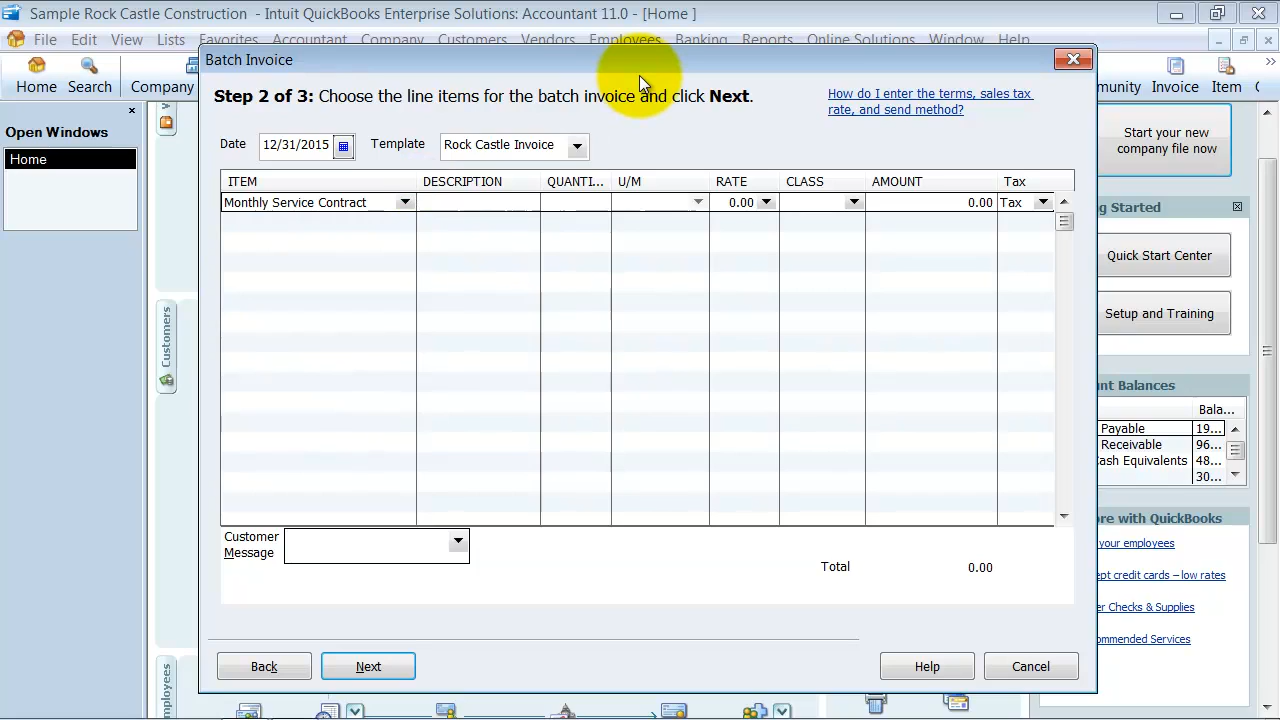 Sample Rock Castle Construction - Intuit QuickBooks Enterprise Solutions: Accountant 11.0 - [Home ]
File Edit View Lists Favorites Accountant Company Customers Vendors Employees Banking Reports Online Solutions Window Help
Home Search Company
Invoice Item
Open Windows
Home
Customers
Batch Invoice
Step 2 of 3: Choose the line items for the batch invoice and click Next.
How do I enter the terms, sales tax
rate, and send method?
Date 12/31/2015 Template Rock Castle Invoice
ITEM DESCRIPTION QUANTI... U/M RATE CLASS AMOUNT Tax
Monthly Service Contract 0.00 0.00 Tax
Customer
Message
Total 0.00
Back Next Help Cancel
Start your new
company file now
g Started
Quick Start Center
Setup and Training
nt Balances
Bala...
Payable 19...
Receivable 96...
Cash Equivalents 48...
30...
re with QuickBooks
your employees
ept credit cards – low rates
er Checks & Supplies
mmended Services